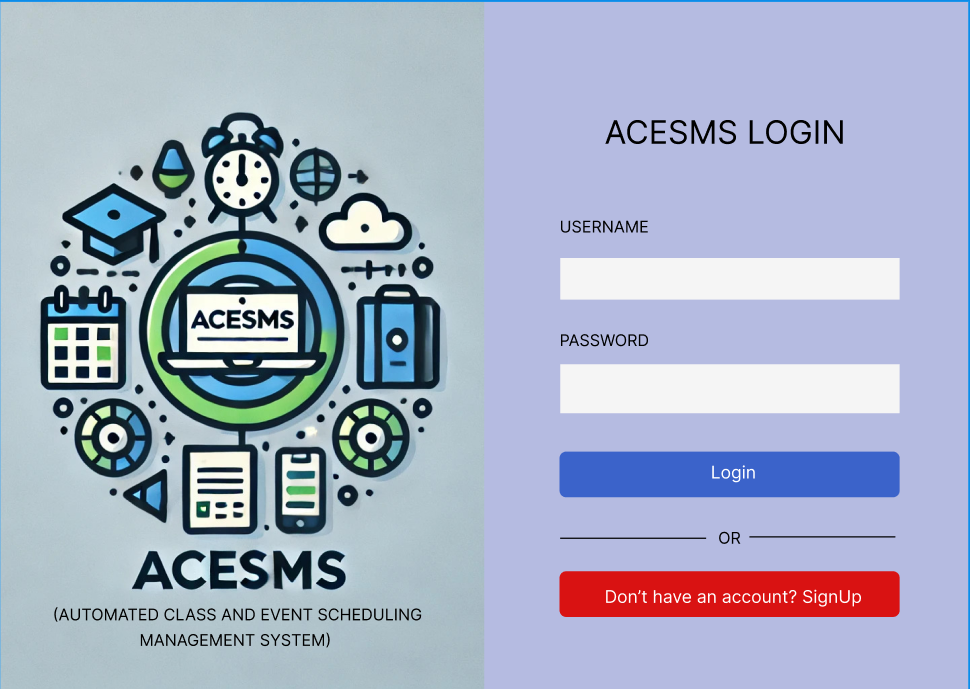 ACESMS
ACESMS
(AUTOMATED CLASS AND EVENT SCHEDULING
MANAGEMENT SYSTEM)
ACESMS LOGIN
USERNAME
PASSWORD
Login
OR
Don’t have an account? SignUp